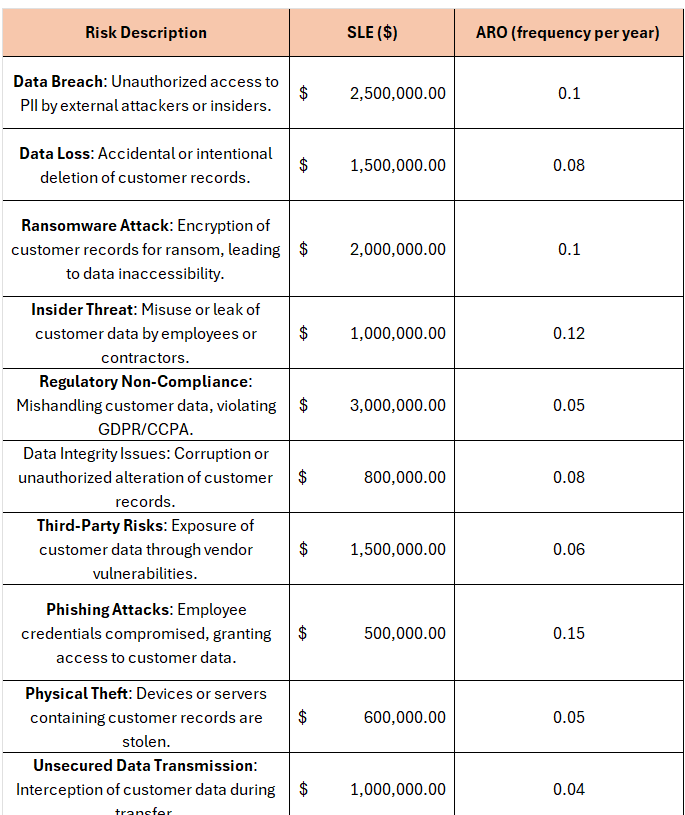 Risk Description SLE ($) ARO (frequency per year)
Data Breach: Unauthorized access to
PII by external attackers or insiders.
$ 2,500,000.00 0.1
Data Loss: Accidental or intentional
deletion of customer records.
$ 1,500,000.00 0.08
Ransomware Attack: Encryption of
customer records for ransom, leading
to data inaccessibility.
$ 2,000,000.00 0.1
Insider Threat: Misuse or leak of
customer data by employees or
contractors.
$ 1,000,000.00 0.12
Regulatory Non-Compliance:
Mishandling customer data, violating
GDPR/CCPA.
$ 3,000,000.00 0.05
Data Integrity Issues: Corruption or
unauthorized alteration of customer
records.
$ 800,000.00 0.08
Third-Party Risks: Exposure of
customer data through vendor
vulnerabilities.
$ 1,500,000.00 0.06
Phishing Attacks: Employee
credentials compromised, granting
access to customer data.
$ 500,000.00 0.15
Physical Theft: Devices or servers
containing customer records are
stolen.
$ 600,000.00 0.05
Unsecured Data Transmission:
Interception of customer data during
transfer.
$ 1,000,000.00 0.04